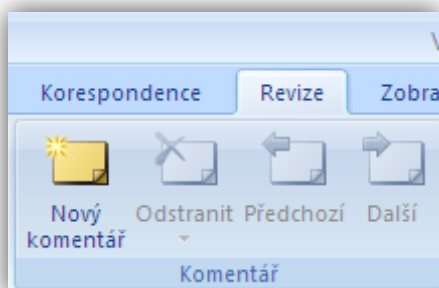 Korespondence Revize Zobra
Nový komentář Odstranit Předchozí Další
Komentář